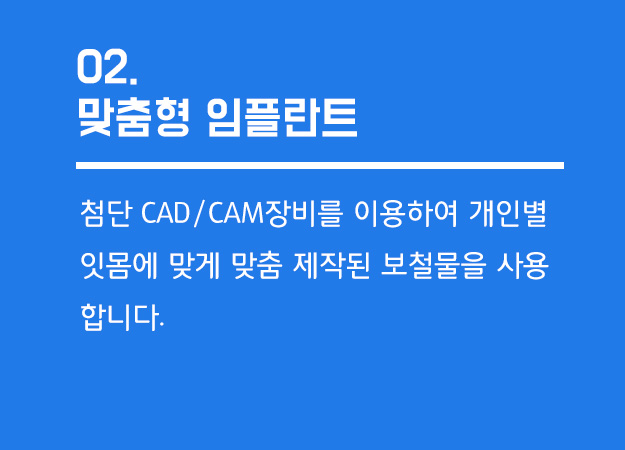 02.
맞춤형 임플란트
첨단 CAD/CAM장비를 이용하여 개인별
잇몸에 맞게 맞춤 제작된 보철물을 사용
합니다.